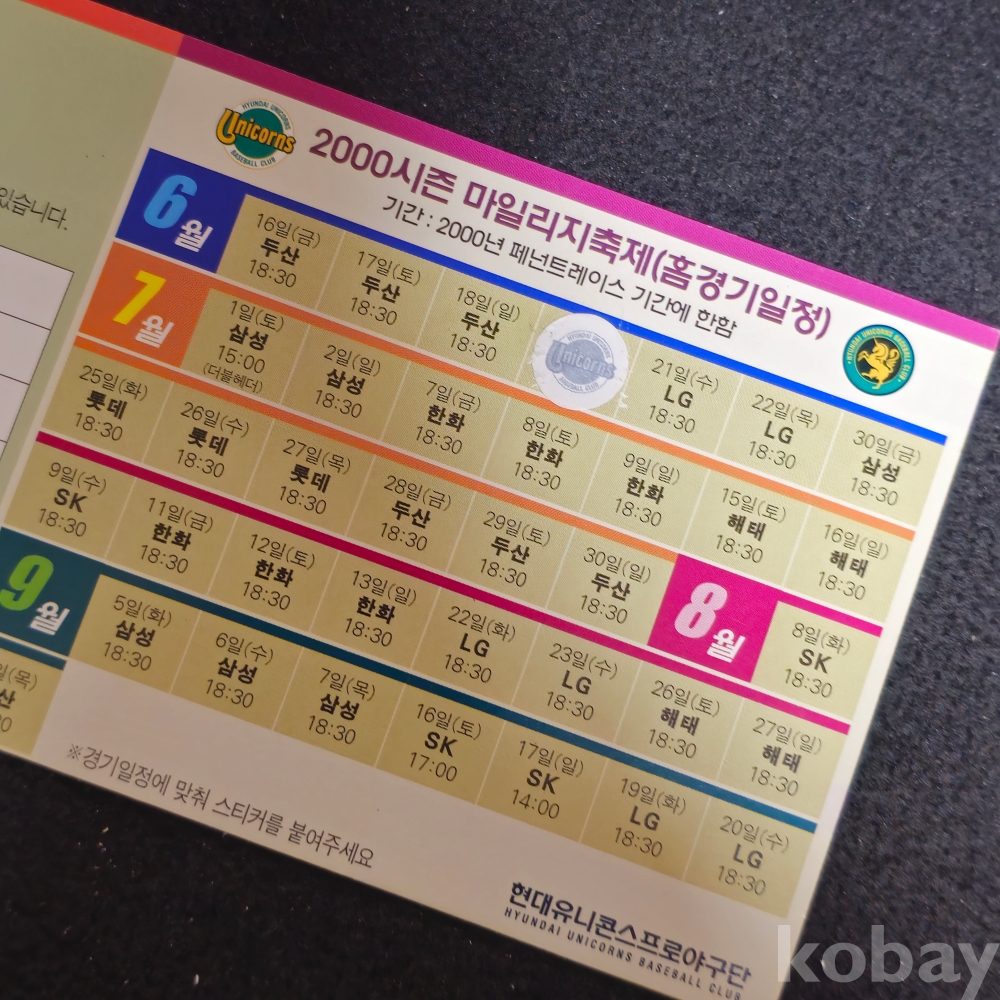 있습니다.
HYUNDAI UNICORNS
Unicorns
BASEBALL CLUB
2000시즌 마일리지축제(홈경기일정)
기간 : 2000년 페넌트레이스 기간에 한함
HYUNDAI UNICORNS BASEBALL CLUB
6월
16일(금)
두산
18:30
17일(토)
두산
18:30
18일(일)
두산
18:30
Unicorns
BASEBALL CLUB
21일(수)
LG
18:30
22일(목)
LG
18:30
30일(금)
삼성
18:30
7월
1일(토)
삼성
15:00
(더블헤더)
2일(일)
삼성
18:30
7일(금)
한화
18:30
8일(토)
한화
18:30
9일(일)
한화
18:30
15일(토)
해태
18:30
16일(일)
해태
18:30
25일(화)
롯데
18:30
26일(수)
롯데
18:30
27일(목)
롯데
18:30
28일(금)
두산
18:30
29일(토)
두산
18:30
30일(일)
두산
18:30
8월
8일(화)
SK
18:30
9일(수)
SK
18:30
11일(금)
한화
18:30
12일(토)
한화
18:30
13일(일)
한화
18:30
22일(화)
LG
18:30
23일(수)
LG
18:30
26일(토)
해태
18:30
27일(일)
해태
18:30
9월
5일(화)
삼성
18:30
6일(수)
삼성
18:30
7일(목)
삼성
18:30
16일(토)
SK
17:00
17일(일)
SK
14:00
19일(화)
LG
18:30
20일(수)
LG
18:30
일(목)
산
※경기일정에 맞춰 스티커를 붙여주세요
현대유니콘스프로야구단
HYUNDAI UNICORNS BASEBALL CLUB
kobay